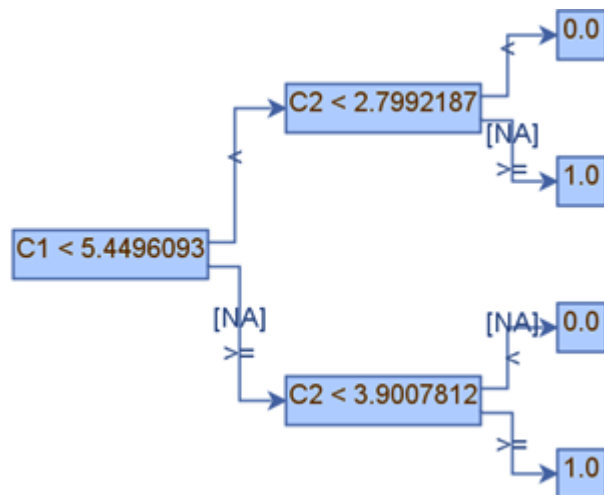 0.0
<
C2 < 2.7992187
[NA]
>=
1.0
<
C1 < 5.4496093
[NA]
>=
0.0
[NA]
<
C2 < 3.9007812
>=
1.0